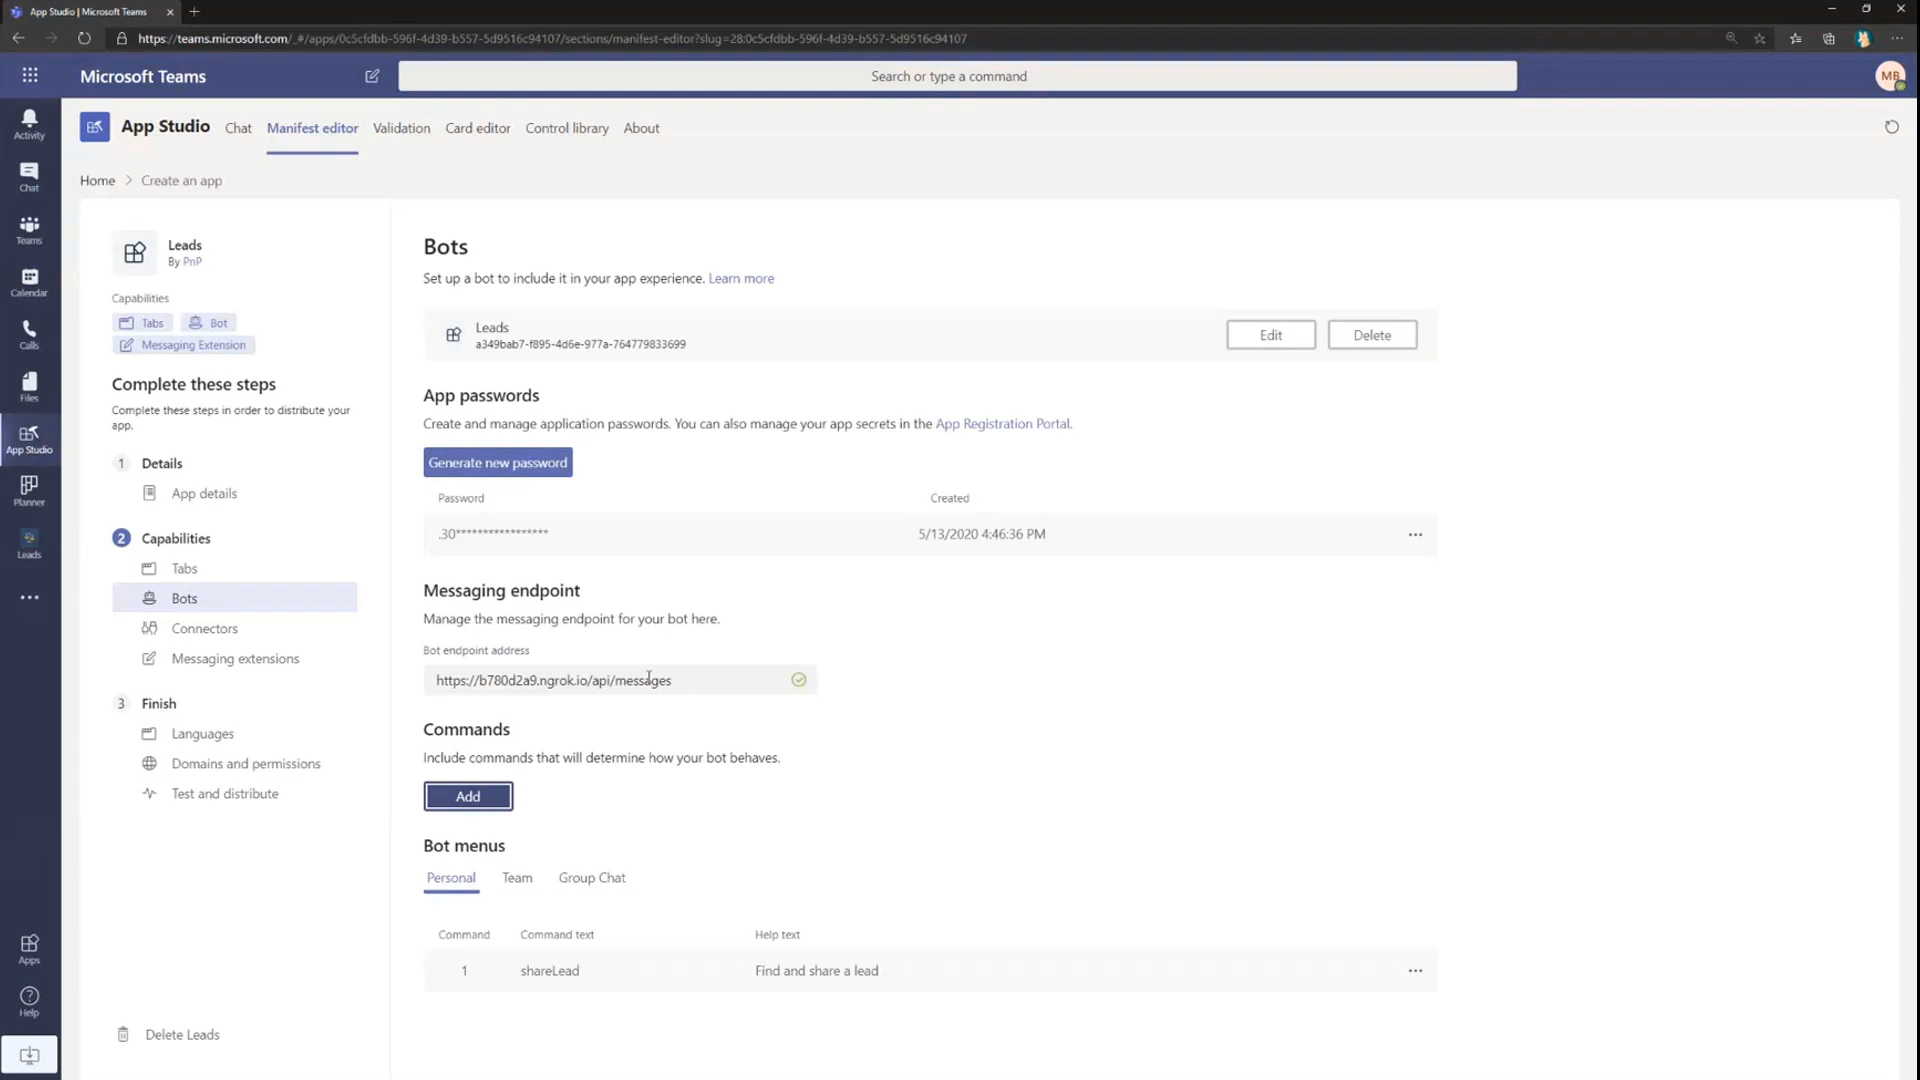 App Studio | Microsoft Teams
https://teams.microsoft.com/_#/apps/0c5cfdbb-596f-4d39-b557-5d9516c94107/sections/manifest-editor?slug=28:0c5cfdbb-596f-4d39-b557-5d9516c94107
Microsoft Teams
Search or type a command
MB
Activity
Chat
Teams
Calendar
Calls
Files
App Studio
Planner
Leads
Apps
Help
App Studio Chat Manifest editor Validation Card editor Control library About
Home > Create an app
Leads
By PnP
Capabilities
Tabs Bot
Messaging Extension
Complete these steps
Complete these steps in order to distribute your
app.
1 Details
App details
2 Capabilities
Tabs
Bots
Connectors
Messaging extensions
3 Finish
Languages
Domains and permissions
Test and distribute
Delete Leads
Bots
Set up a bot to include it in your app experience. Learn more
Leads
a349bab7-f895-4d6e-977a-764779833699
Edit Delete
App passwords
Create and manage application passwords. You can also manage your app secrets in the App Registration Portal.
Generate new password
Password Created
.30***************** 5/13/2020 4:46:36 PM
Messaging endpoint
Manage the messaging endpoint for your bot here.
Bot endpoint address
https://b780d2a9.ngrok.io/api/messages
Commands
Include commands that will determine how your bot behaves.
Add
Bot menus
Personal Team Group Chat
Command Command text Help text
1 shareLead Find and share a lead